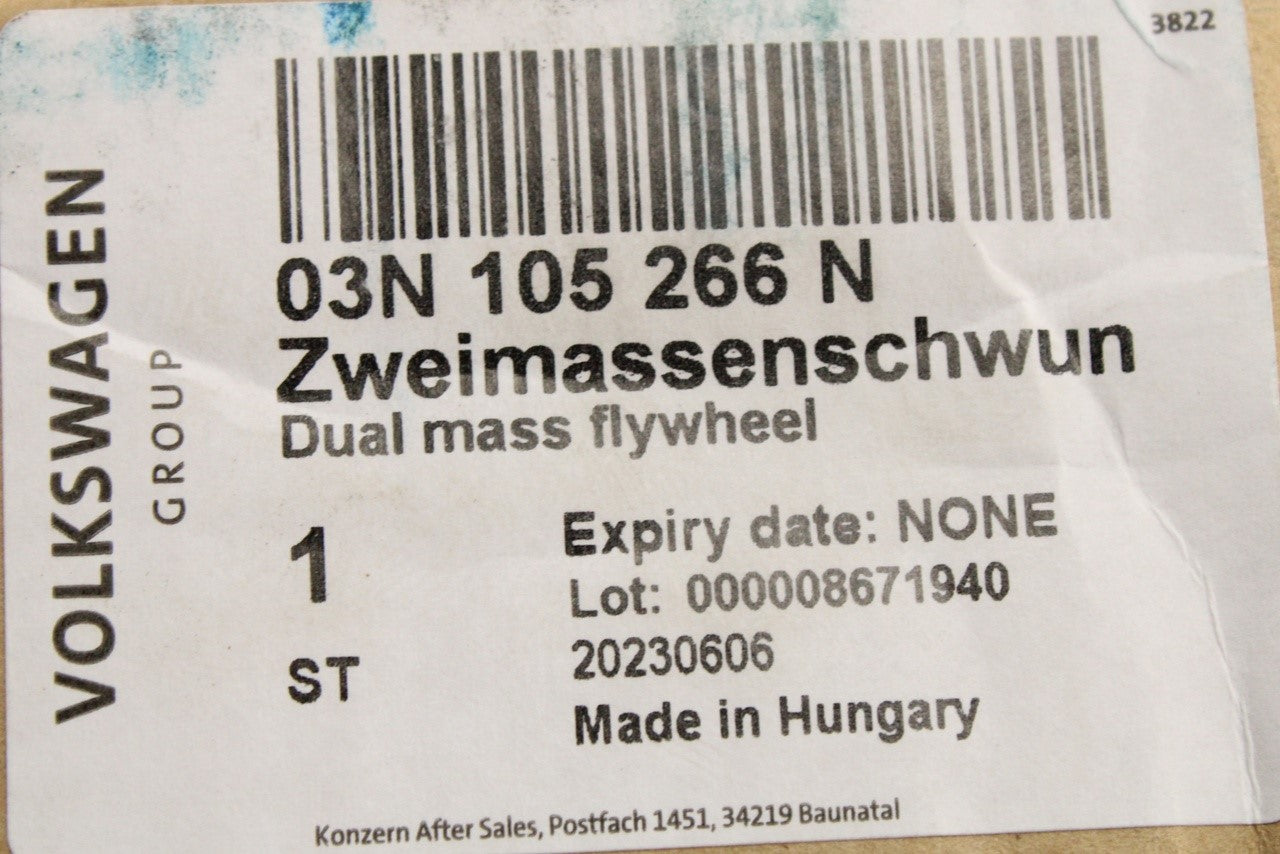 3822
VOLKSWAGEN
GROUP
03N 105 266 N
Zweimassenschwun
Dual mass flywheel
1
ST
Expiry date: NONE
Lot: 000008671940
20230606
Made in Hungary
Konzern After Sales, Postfach 1451, 34219 Baunatal